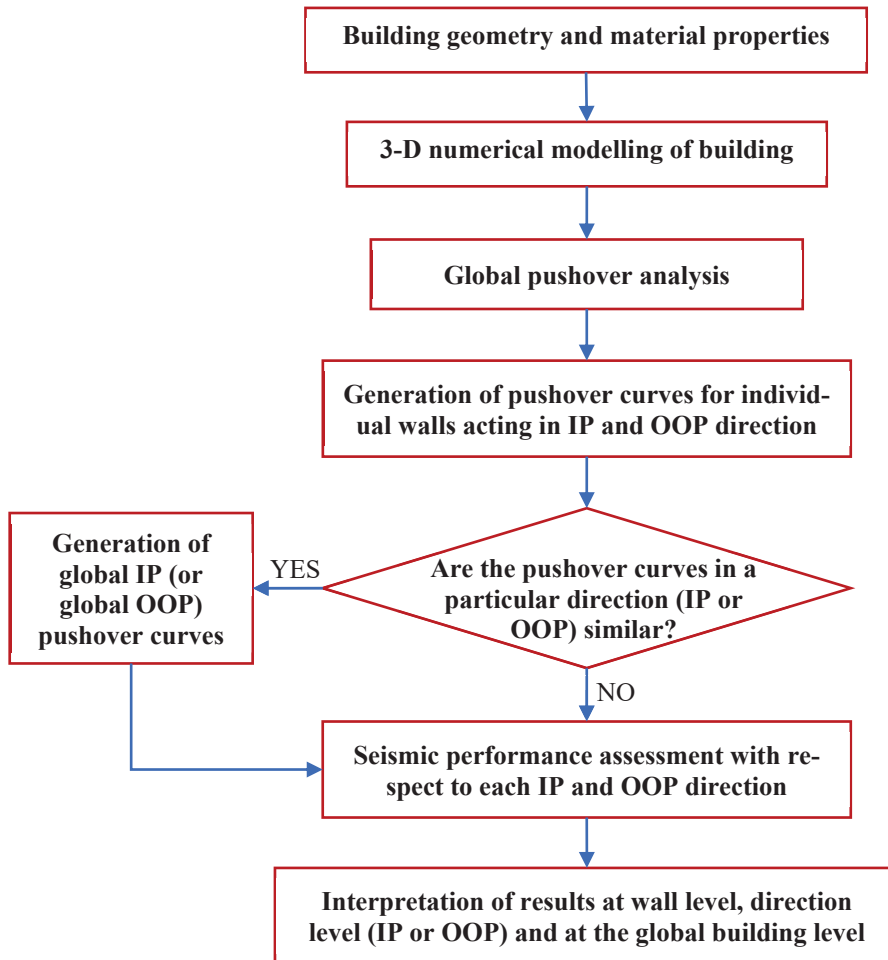 Building geometry and material properties
3-D numerical modelling of building
Global pushover analysis
Generation of pushover curves for individ-
ual walls acting in IP and OOP direction
Generation of
global IP (or
global OOP)
pushover curves
YES
Are the pushover curves in a
particular direction (IP or
OOP) similar?
NO
Seismic performance assessment with re-
spect to each IP and OOP direction
Interpretation of results at wall level, direction
level (IP or OOP) and at the global building level